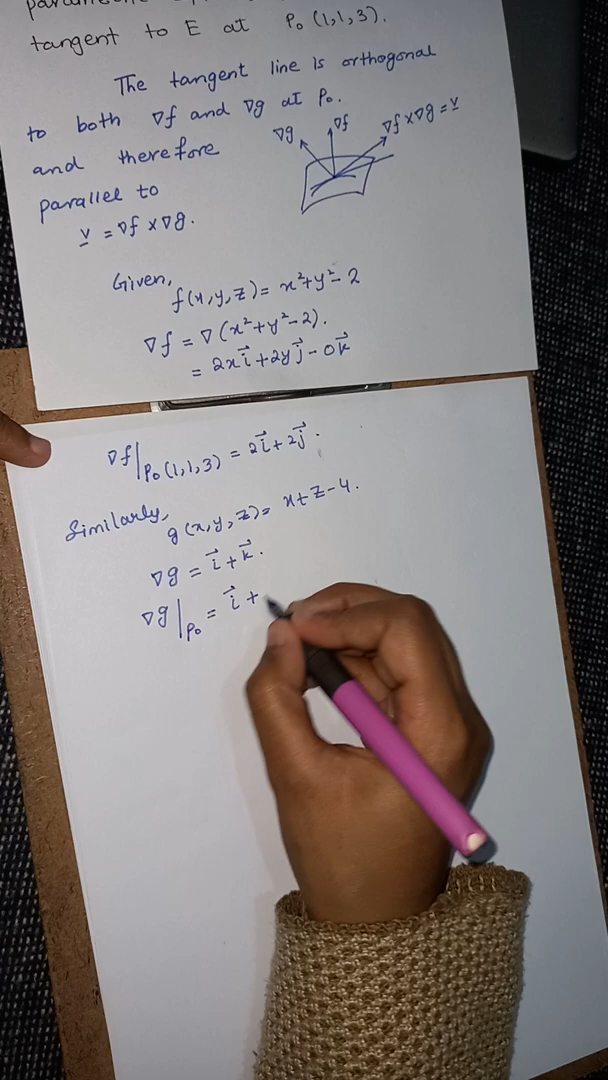 tangent to E at P₀ (1,1,3).
The tangent line is orthogonal
to both ∇f and ∇g at P₀.
and therefore
parallel to
v = ∇f × ∇g.
∇g
∇f
∇f × ∇g = v
Given,
f(x,y,z) = x²+y²-2
∇f = ∇(x²+y²-2).
= 2x i⃗ + 2y j⃗ - 0 k⃗
∇f|P₀(1,1,3) = 2 i⃗ + 2 j⃗.
Similarly,
g(x,y,z) = x+z-4.
∇g = i⃗ + k⃗.
∇g|P₀ = i⃗ +